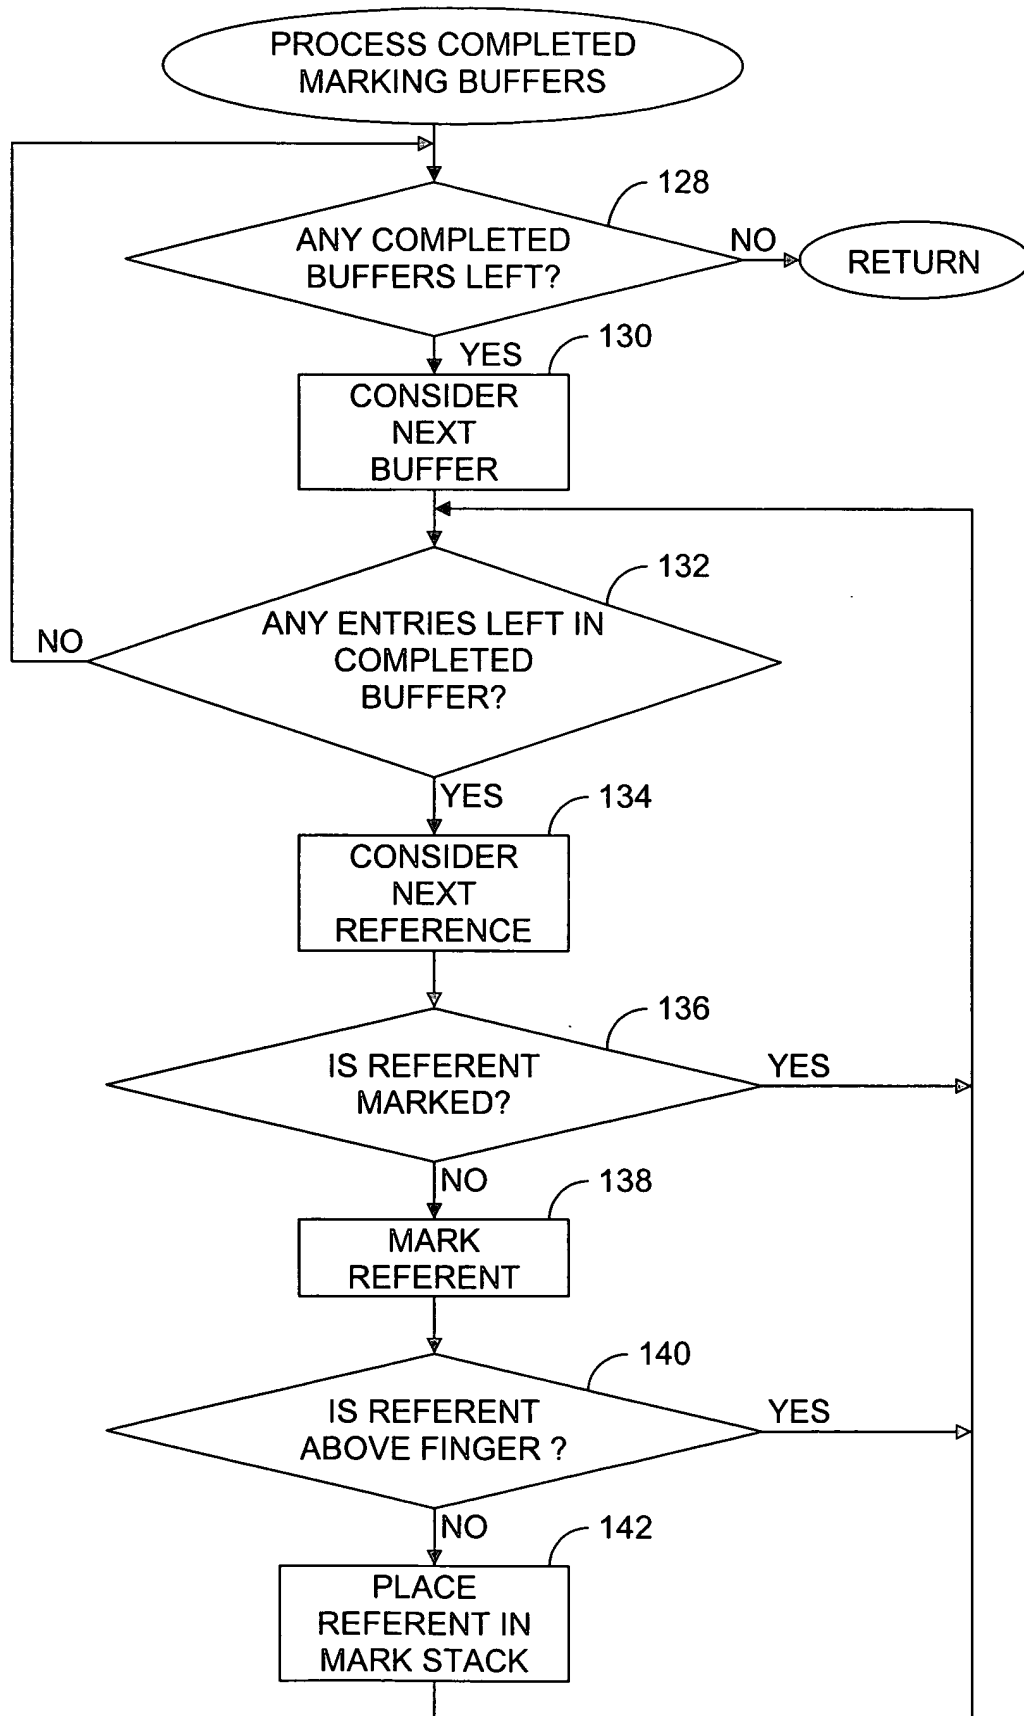 PROCESS COMPLETED
MARKING BUFFERS
128
ANY COMPLETED
BUFFERS LEFT?
NO
RETURN
YES
130
CONSIDER
NEXT
BUFFER
132
ANY ENTRIES LEFT IN
COMPLETED
BUFFER?
NO
YES
134
CONSIDER
NEXT
REFERENCE
136
IS REFERENT
MARKED?
YES
NO
138
MARK
REFERENT
140
IS REFERENT
ABOVE FINGER ?
YES
NO
142
PLACE
REFERENT IN
MARK STACK